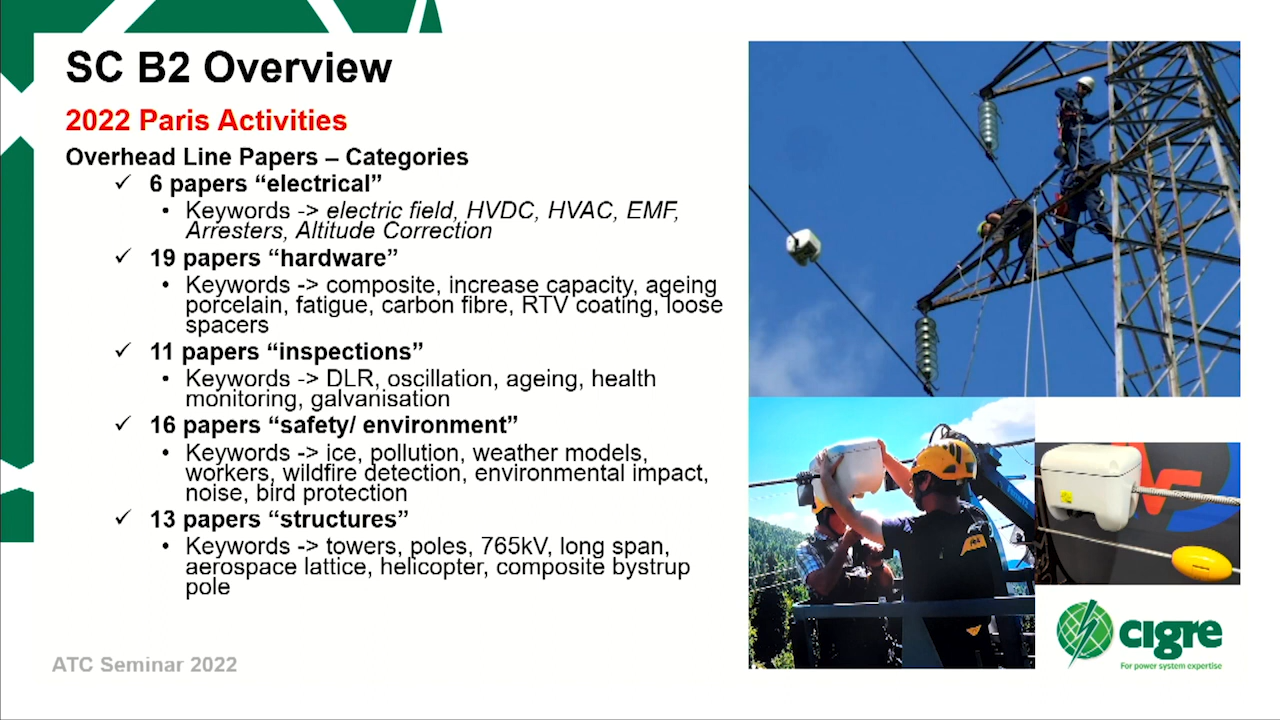 SC B2 Overview
2022 Paris Activities
Overhead Line Papers – Categories
✓ 6 papers “electrical”
• Keywords -> electric field, HVDC, HVAC, EMF,
Arresters, Altitude Correction
✓ 19 papers “hardware”
• Keywords -> composite, increase capacity, ageing
porcelain, fatigue, carbon fibre, RTV coating, loose
spacers
✓ 11 papers “inspections”
• Keywords -> DLR, oscillation, ageing, health
monitoring, galvanisation
✓ 16 papers “safety/ environment”
• Keywords -> ice, pollution, weather models,
workers, wildfire detection, environmental impact,
noise, bird protection
✓ 13 papers “structures”
• Keywords -> towers, poles, 765kV, long span,
aerospace lattice, helicopter, composite bystrup
pole
ATC Seminar 2022
cigre
For power system expertise